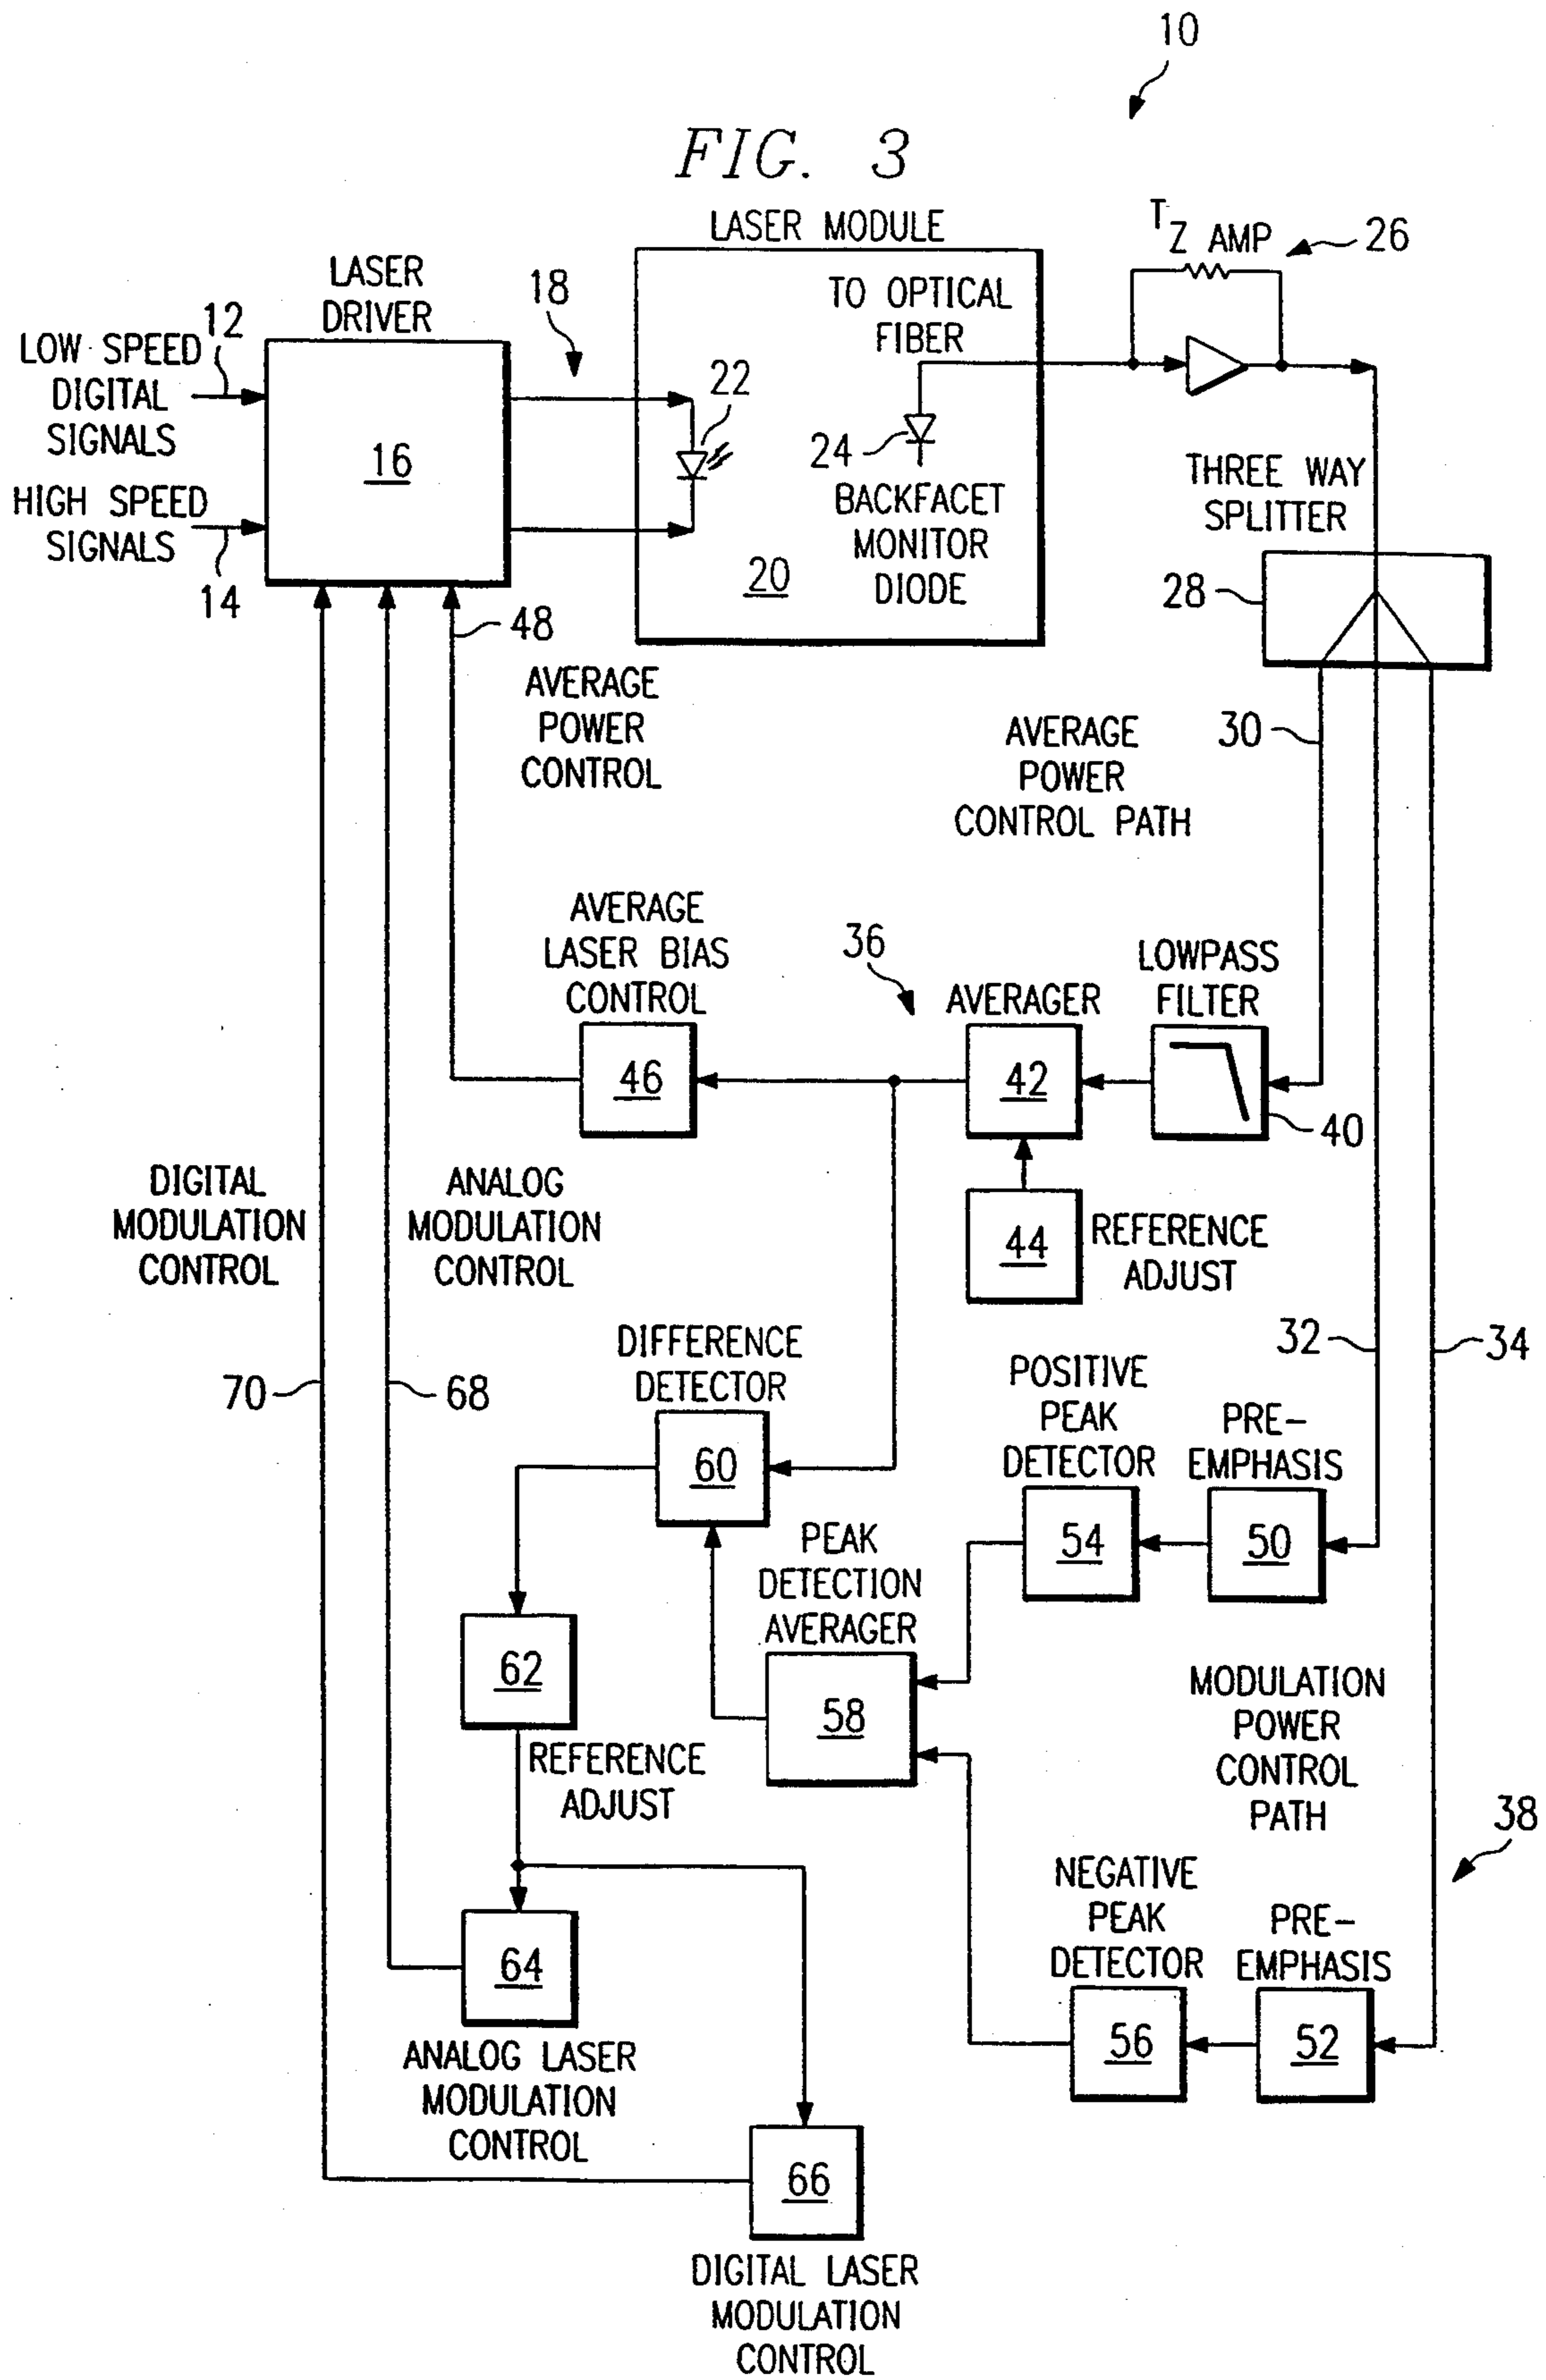 10
FIG. 3
LASER MODULE
T
Z AMP
26
LASER
DRIVER
18
TO OPTICAL
FIBER
12
LOW SPEED
DIGITAL
SIGNALS
22
16
24
THREE WAY
SPLITTER
HIGH SPEED
SIGNALS
BACKFACET
MONITOR
DIODE
20
14
28
48
AVERAGE
POWER
CONTROL
AVERAGE
POWER
CONTROL PATH
30
AVERAGE
LASER BIAS
CONTROL
36
AVERAGER
LOWPASS
FILTER
46
42
40
DIGITAL
MODULATION
CONTROL
ANALOG
MODULATION
CONTROL
44
REFERENCE
ADJUST
DIFFERENCE
DETECTOR
32
34
70
68
POSITIVE
PEAK
DETECTOR
PRE-
EMPHASIS
60
54
50
PEAK
DETECTION
AVERAGER
62
58
MODULATION
POWER
CONTROL
PATH
REFERENCE
ADJUST
38
NEGATIVE
PEAK
DETECTOR
PRE-
EMPHASIS
64
56
52
ANALOG LASER
MODULATION
CONTROL
66
DIGITAL LASER
MODULATION
CONTROL